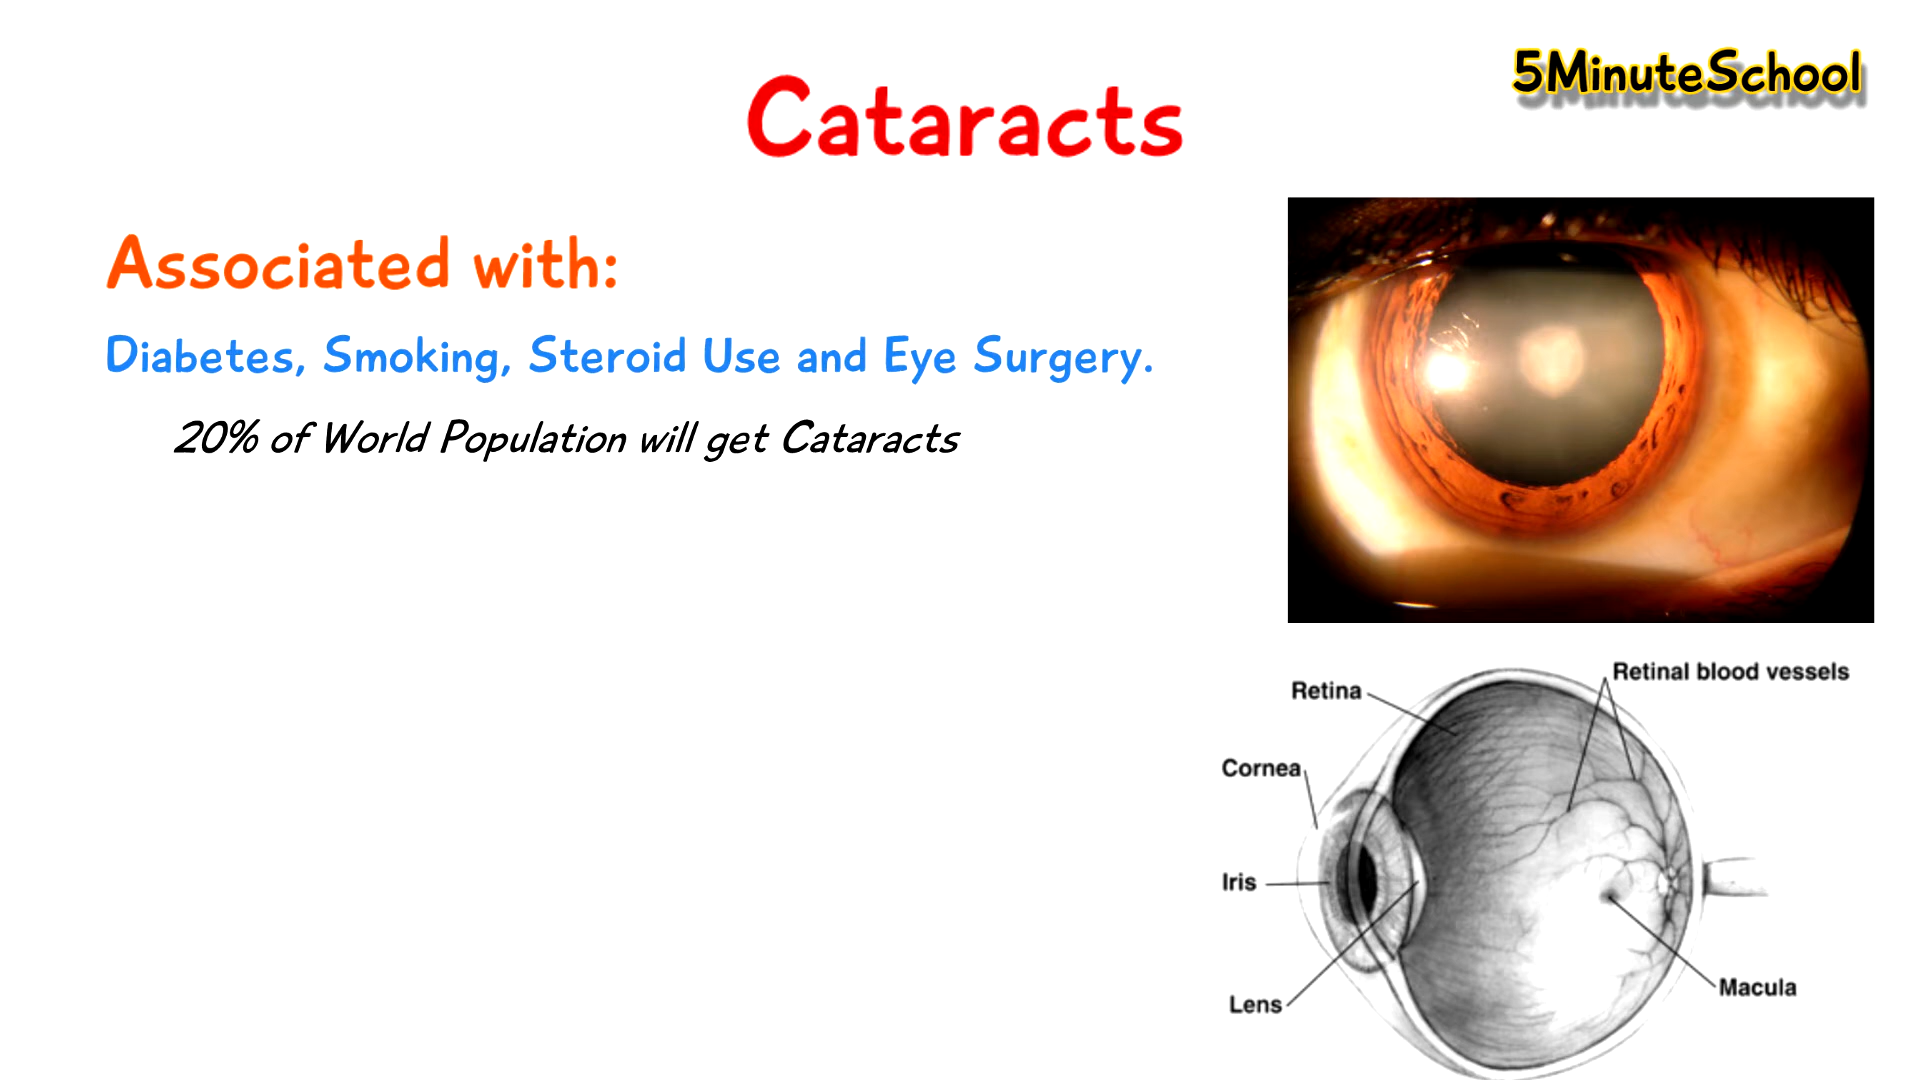 5MinuteSchool
Cataracts
Associated with:
Diabetes, Smoking, Steroid Use and Eye Surgery.
20% of World Population will get Cataracts
Retinal blood vessels
Retina
Cornea
Iris
Macula
Lens